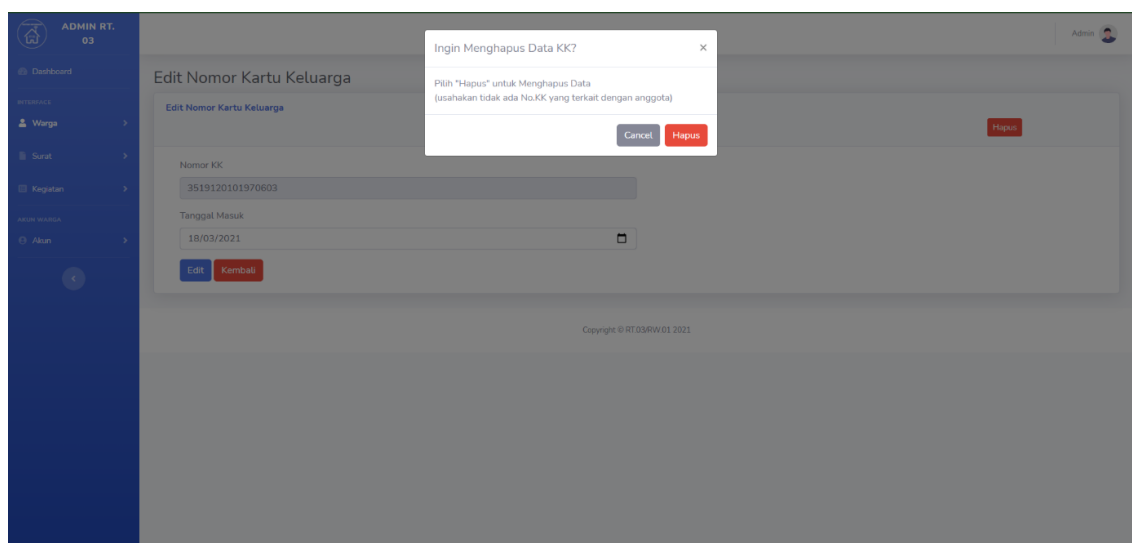 ADMIN RT.
03
Dashboard
INTERFACE
Warga
Surat
Kegiatan
AKUN WARGA
Akun
Admin
Edit Nomor Kartu Keluarga
Edit Nomor Kartu Keluarga
Hapus
Ingin Menghapus Data KK?
×
Pilih "Hapus" untuk Menghapus Data
(usahakan tidak ada No.KK yang terkait dengan anggota)
Cancel Hapus
Nomor KK
3519120101970603
Tanggal Masuk
18/03/2021
Edit Kembali
Copyright © RT.03/RW.01 2021